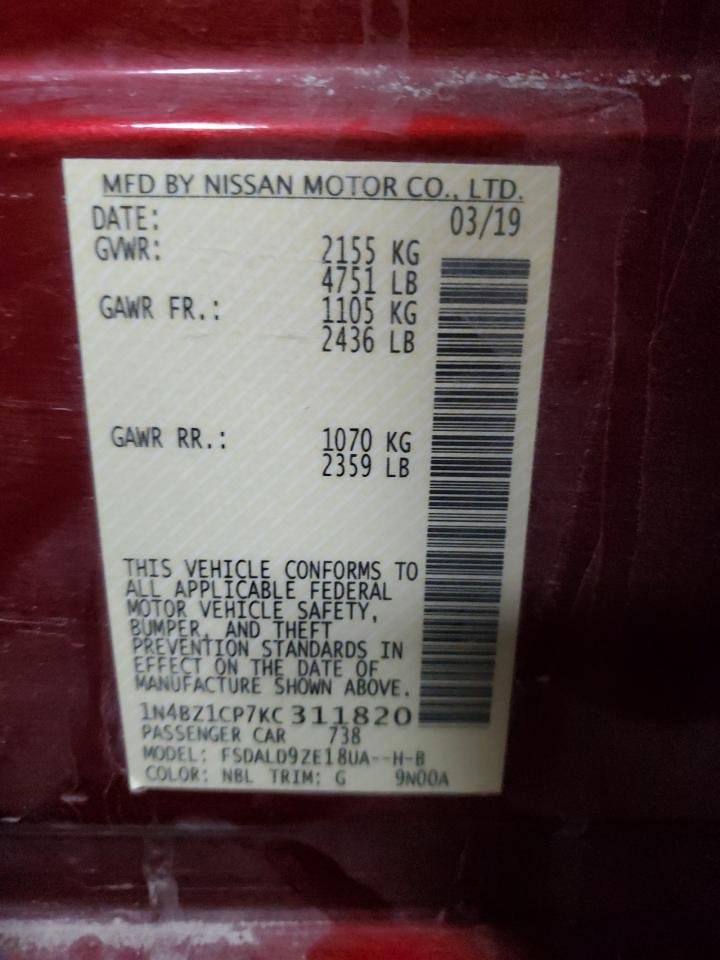 MFD BY NISSAN MOTOR CO., LTD.
DATE: 03/19
GVWR: 2155 KG
4751 LB
GAWR FR.: 1105 KG
2436 LB
GAWR RR.: 1070 KG
2359 LB
THIS VEHICLE CONFORMS TO
ALL APPLICABLE FEDERAL
MOTOR VEHICLE SAFETY,
BUMPER, AND THEFT
PREVENTION STANDARDS IN
EFFECT ON THE DATE OF
MANUFACTURE SHOWN ABOVE.
1N4BZ1CP7KC311820
PASSENGER CAR 738
MODEL: FSDALD9ZE18UA--H-B
COLOR: NBL TRIM: G 9N00A